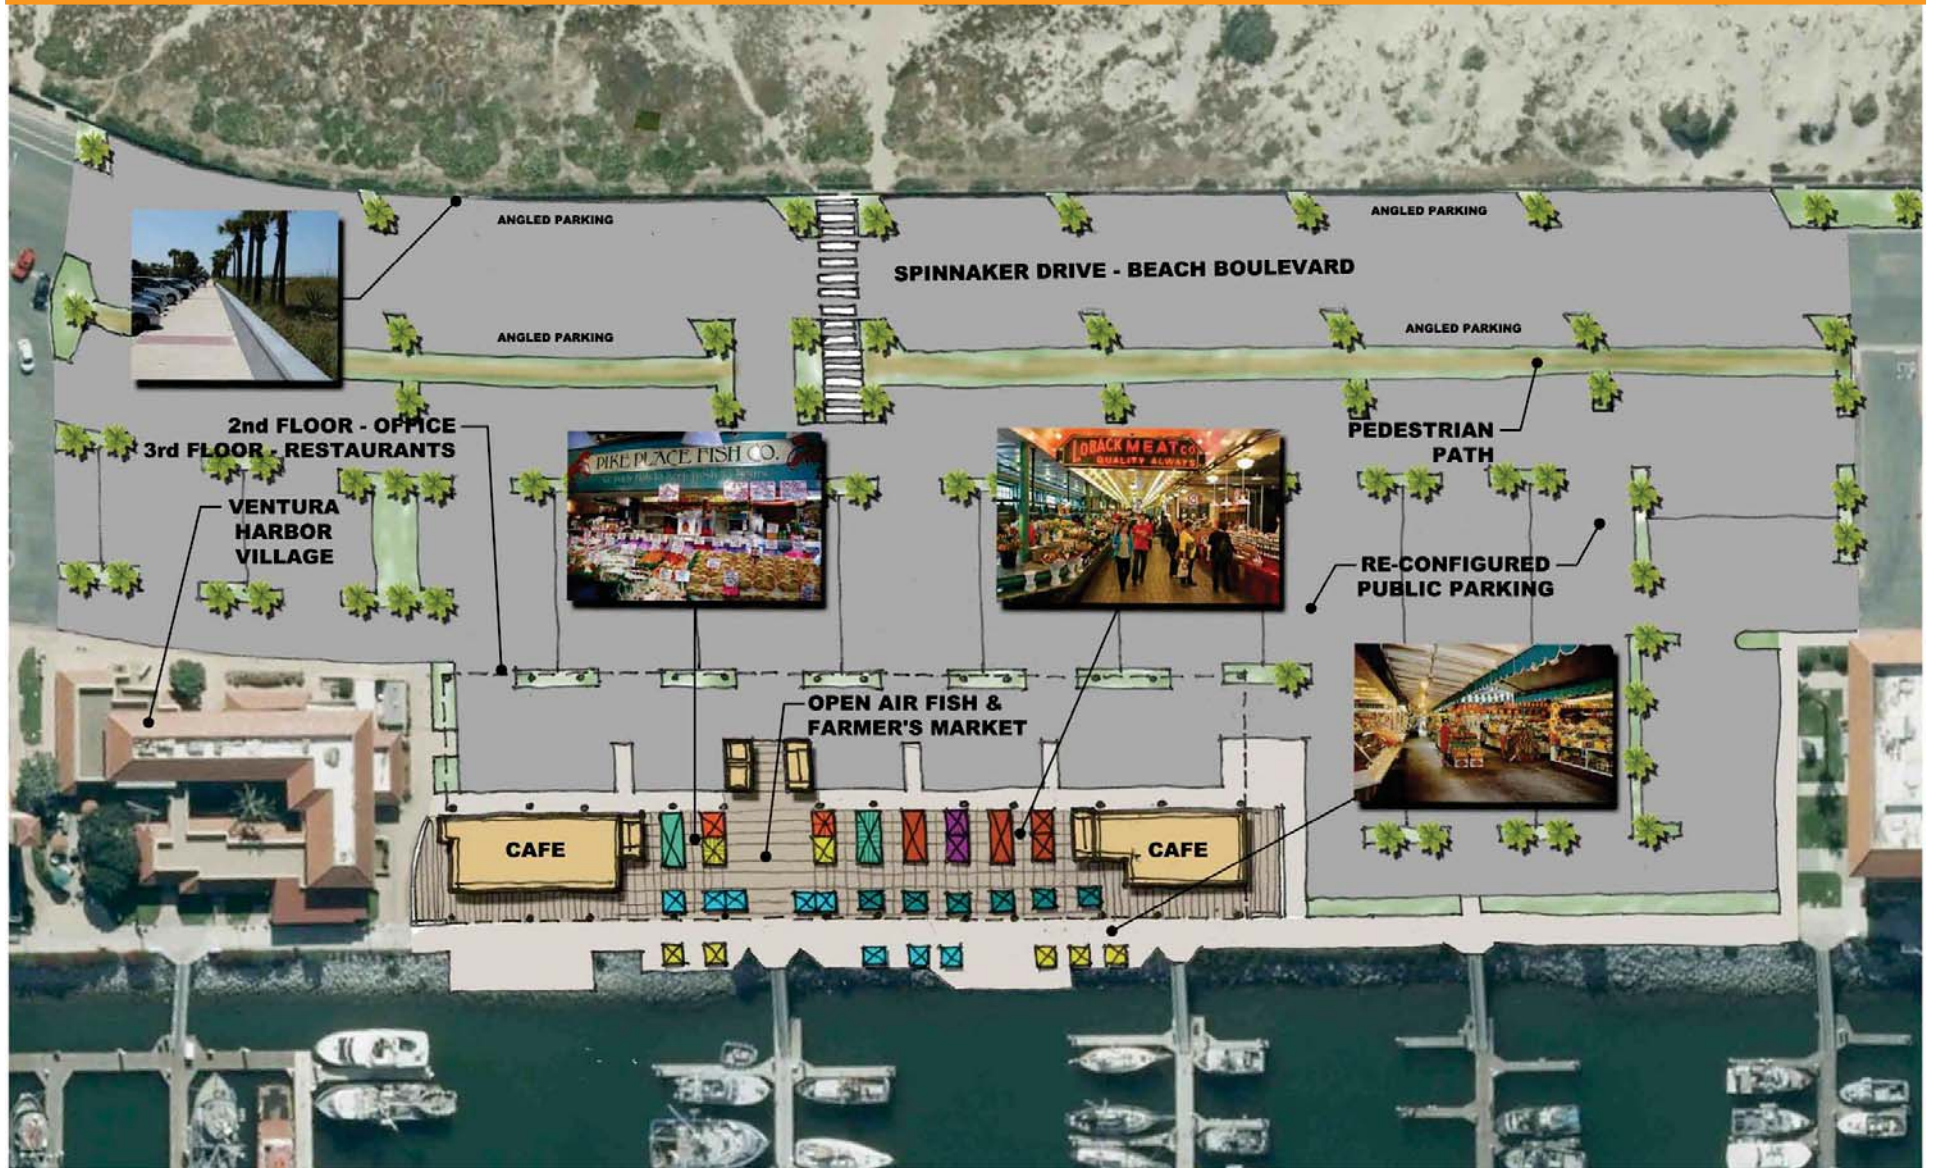 ANGLED PARKING
ANGLED PARKING
SPINNAKER DRIVE - BEACH BOULEVARD
ANGLED PARKING
ANGLED PARKING
2nd FLOOR - OFFICE
3rd FLOOR - RESTAURANTS
PIKE PLACE FISH CO.
LOBACK MEAT CO
QUALITY ALWAYS
PEDESTRIAN
PATH
VENTURA
HARBOR
VILLAGE
RE-CONFIGURED
PUBLIC PARKING
OPEN AIR FISH &
FARMER'S MARKET
CAFE
CAFE